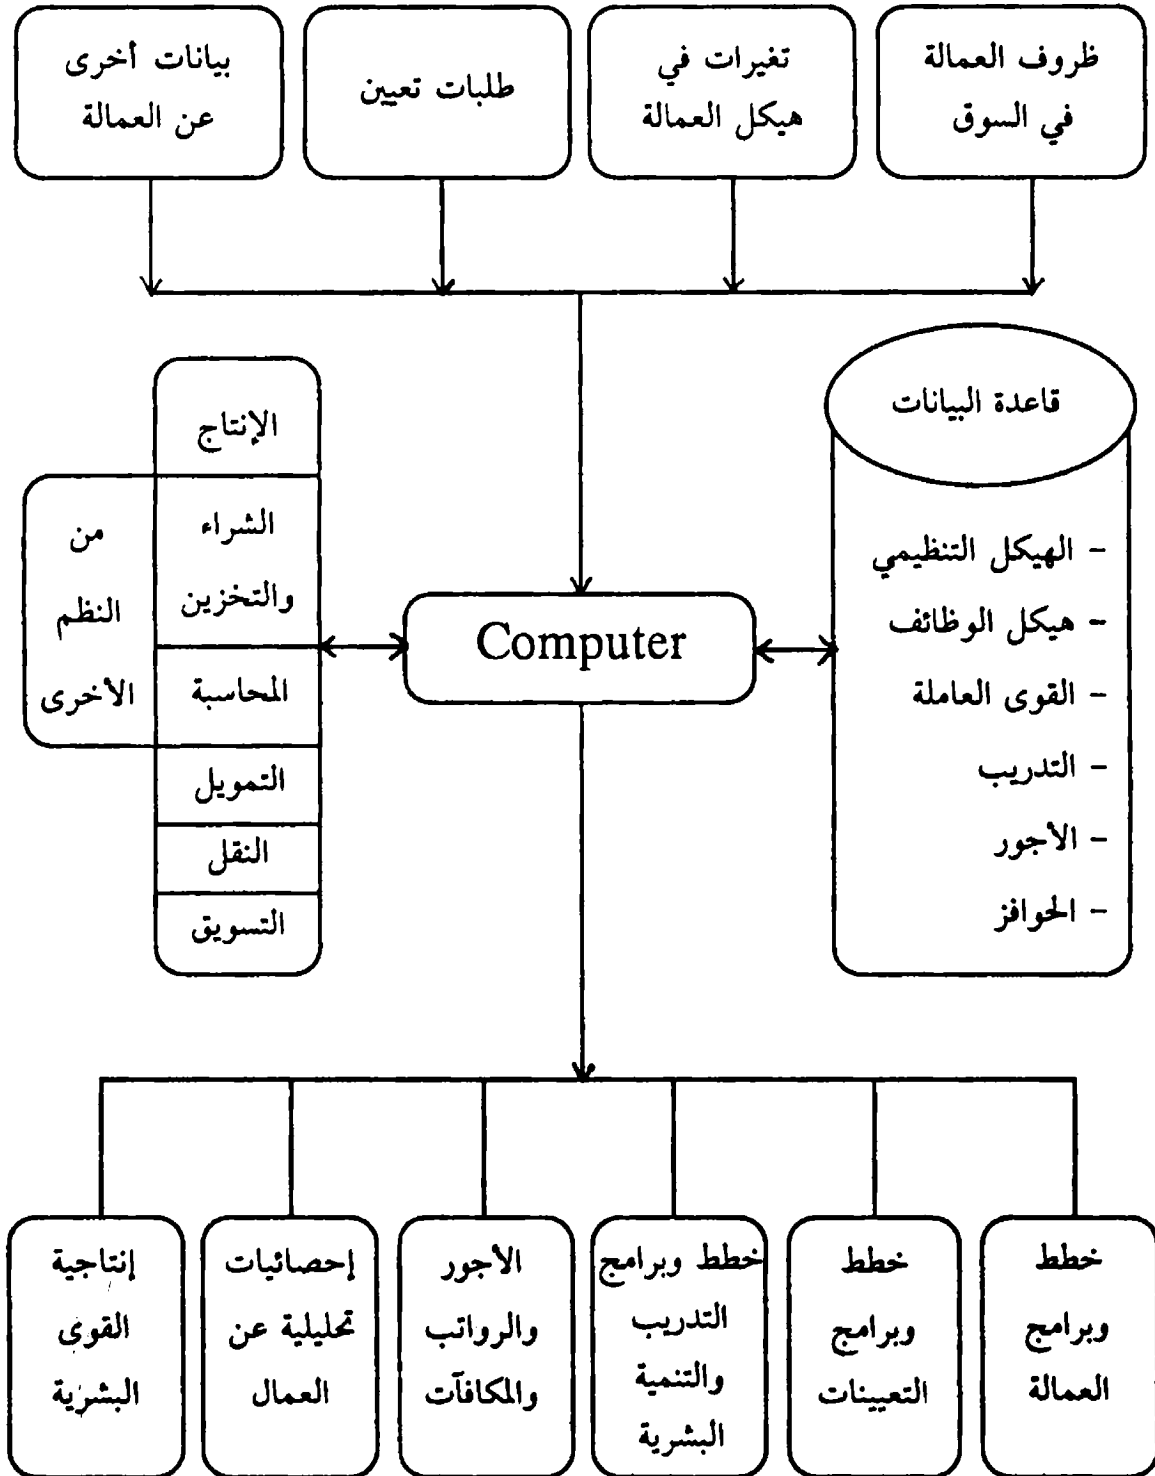 ظروف العمالة
في السوق
تغيرات في
هيكل العمالة
طلبات تعيين
بيانات أخرى
عن العمالة
قاعدة البيانات
- الهيكل التنظيمي
- هيكل الوظائف
- القوى العاملة
- التدريب
- الأجور
- الحوافز
Computer
الإنتاج
الشراء
والتخزين
المحاسبة
التمويل
النقل
التسويق
من
النظم
الأخرى
خطط
وبرامج
العمالة
خطط
وبرامج
التعيينات
خطط وبرامج
التدريب
والتنمية
البشرية
الأجور
والرواتب
والمكافآت
إحصائيات
تحليلية عن
العمال
إنتاجية
القوى
البشرية